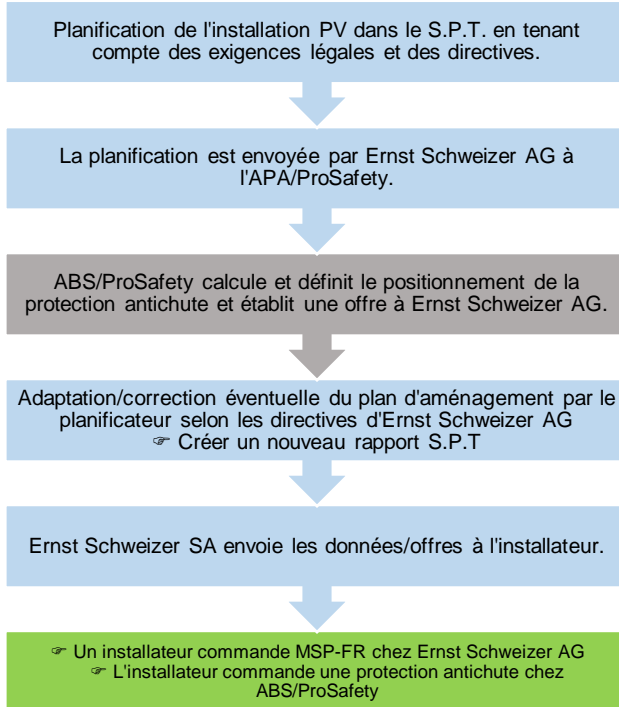 Planification de l'installation PV dans le S.P.T. en tenant
compte des exigences légales et des directives.
La planification est envoyée par Ernst Schweizer AG à
l'APA/ProSafety.
ABS/ProSafety calcule et définit le positionnement de la
protection antichute et établit une offre à Ernst Schweizer AG.
Adaptation/correction éventuelle du plan d'aménagement par le
planificateur selon les directives d'Ernst Schweizer AG
☞ Créer un nouveau rapport S.P.T
Ernst Schweizer SA envoie les données/offres à l'installateur.
☞ Un installateur commande MSP-FR chez Ernst Schweizer AG
☞ L'installateur commande une protection antichute chez
ABS/ProSafety